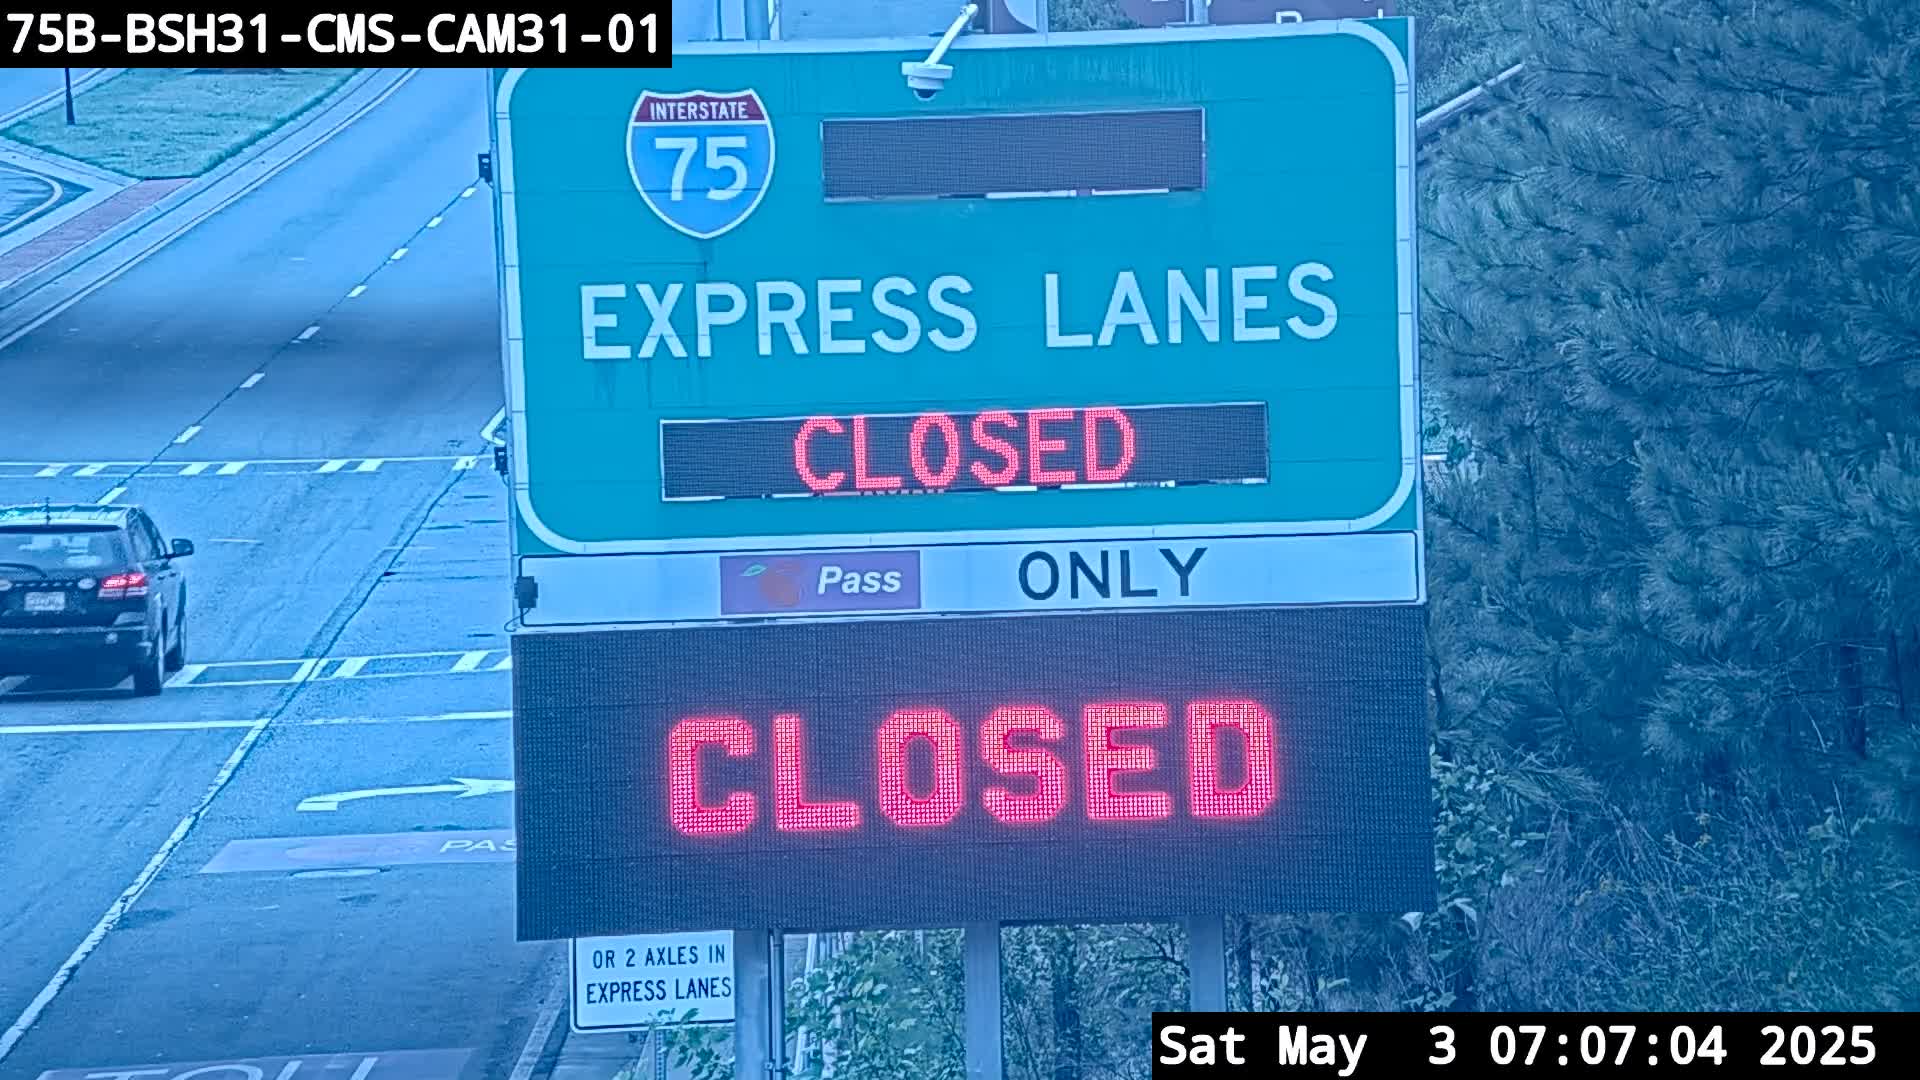 75B-BSH31-CMS-CAM31-01
INTERSTATE
75
EXPRESS LANES
CLOSED
Pass ONLY
CLOSED
OR 2 AXLES IN
EXPRESS LANES
TOLL
Sat May 3 07:07:04 2025